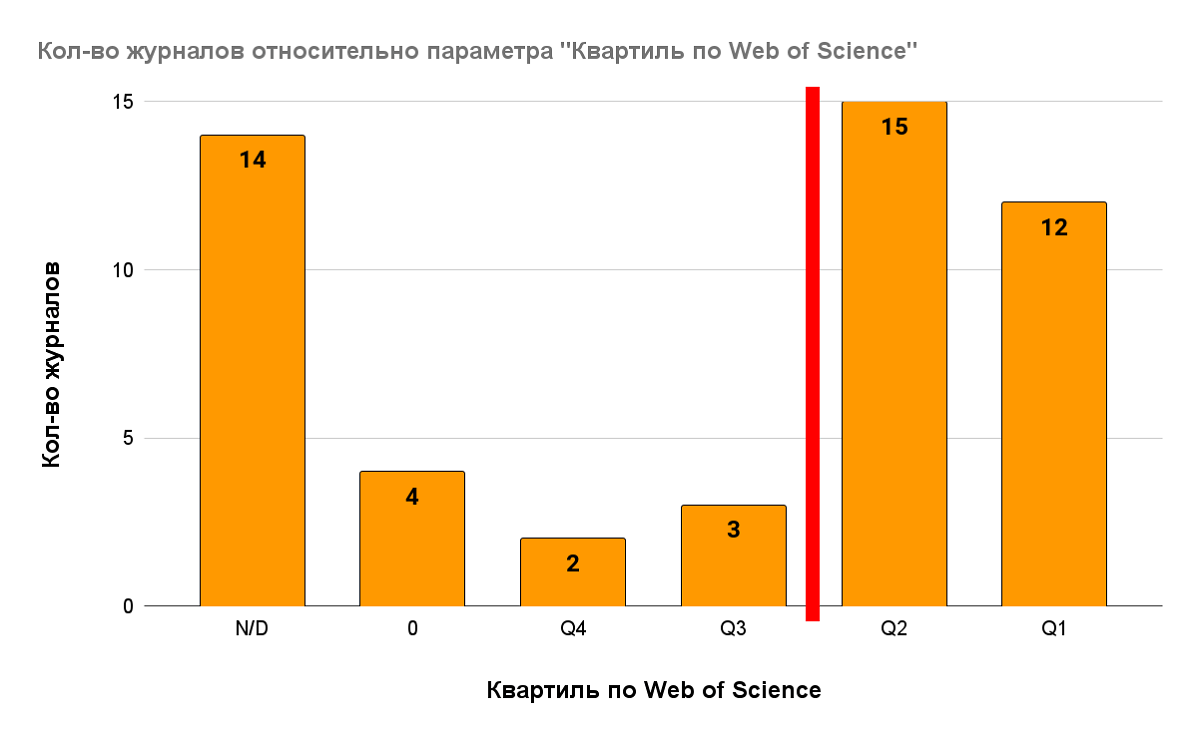 Кол-во журналов относительно параметра "Квартиль по Web of Science"
Кол-во журналов
15
10
5
0
14
4
2
3
15
12
N/D
0
Q4
Q3
Q2
Q1
Квартиль по Web of Science